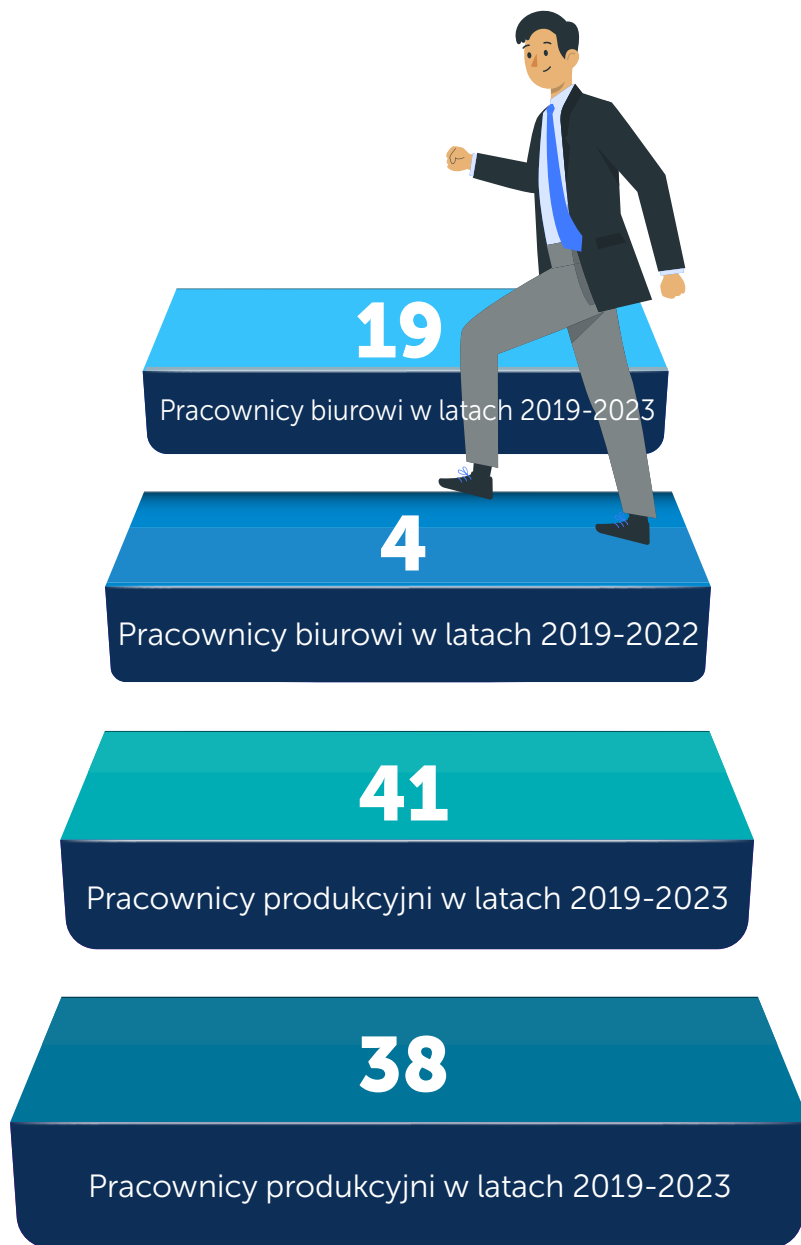 19
Pracownicy biurowi w latach 2019-2023
4
Pracownicy biurowi w latach 2019-2022
41
Pracownicy produkcyjni w latach 2019-2023
38
Pracownicy produkcyjni w latach 2019-2023